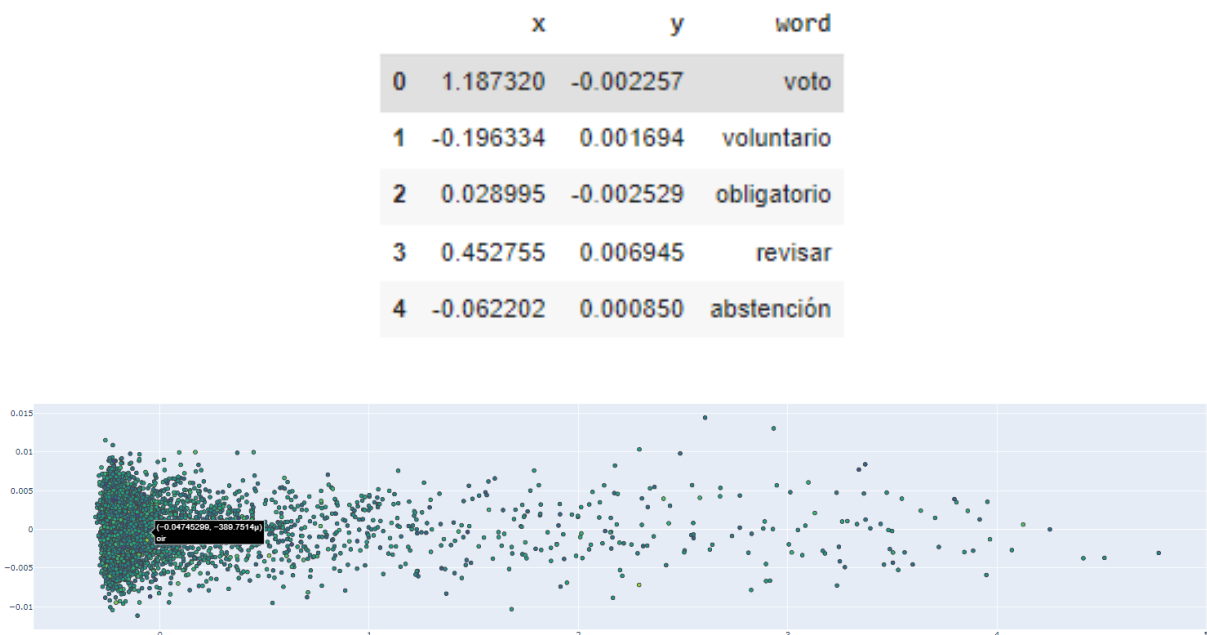 x y word
0 1.187320 -0.002257 voto
1 -0.196334 0.001694 voluntario
2 0.028995 -0.002529 obligatorio
3 0.452755 0.006945 revisar
4 -0.062202 0.000850 abstención
0.015
0.01
0.005
0
−0.005
−0.01
(−0.04745299, −389.7514µ)
oir
0 1 2 3 4 5